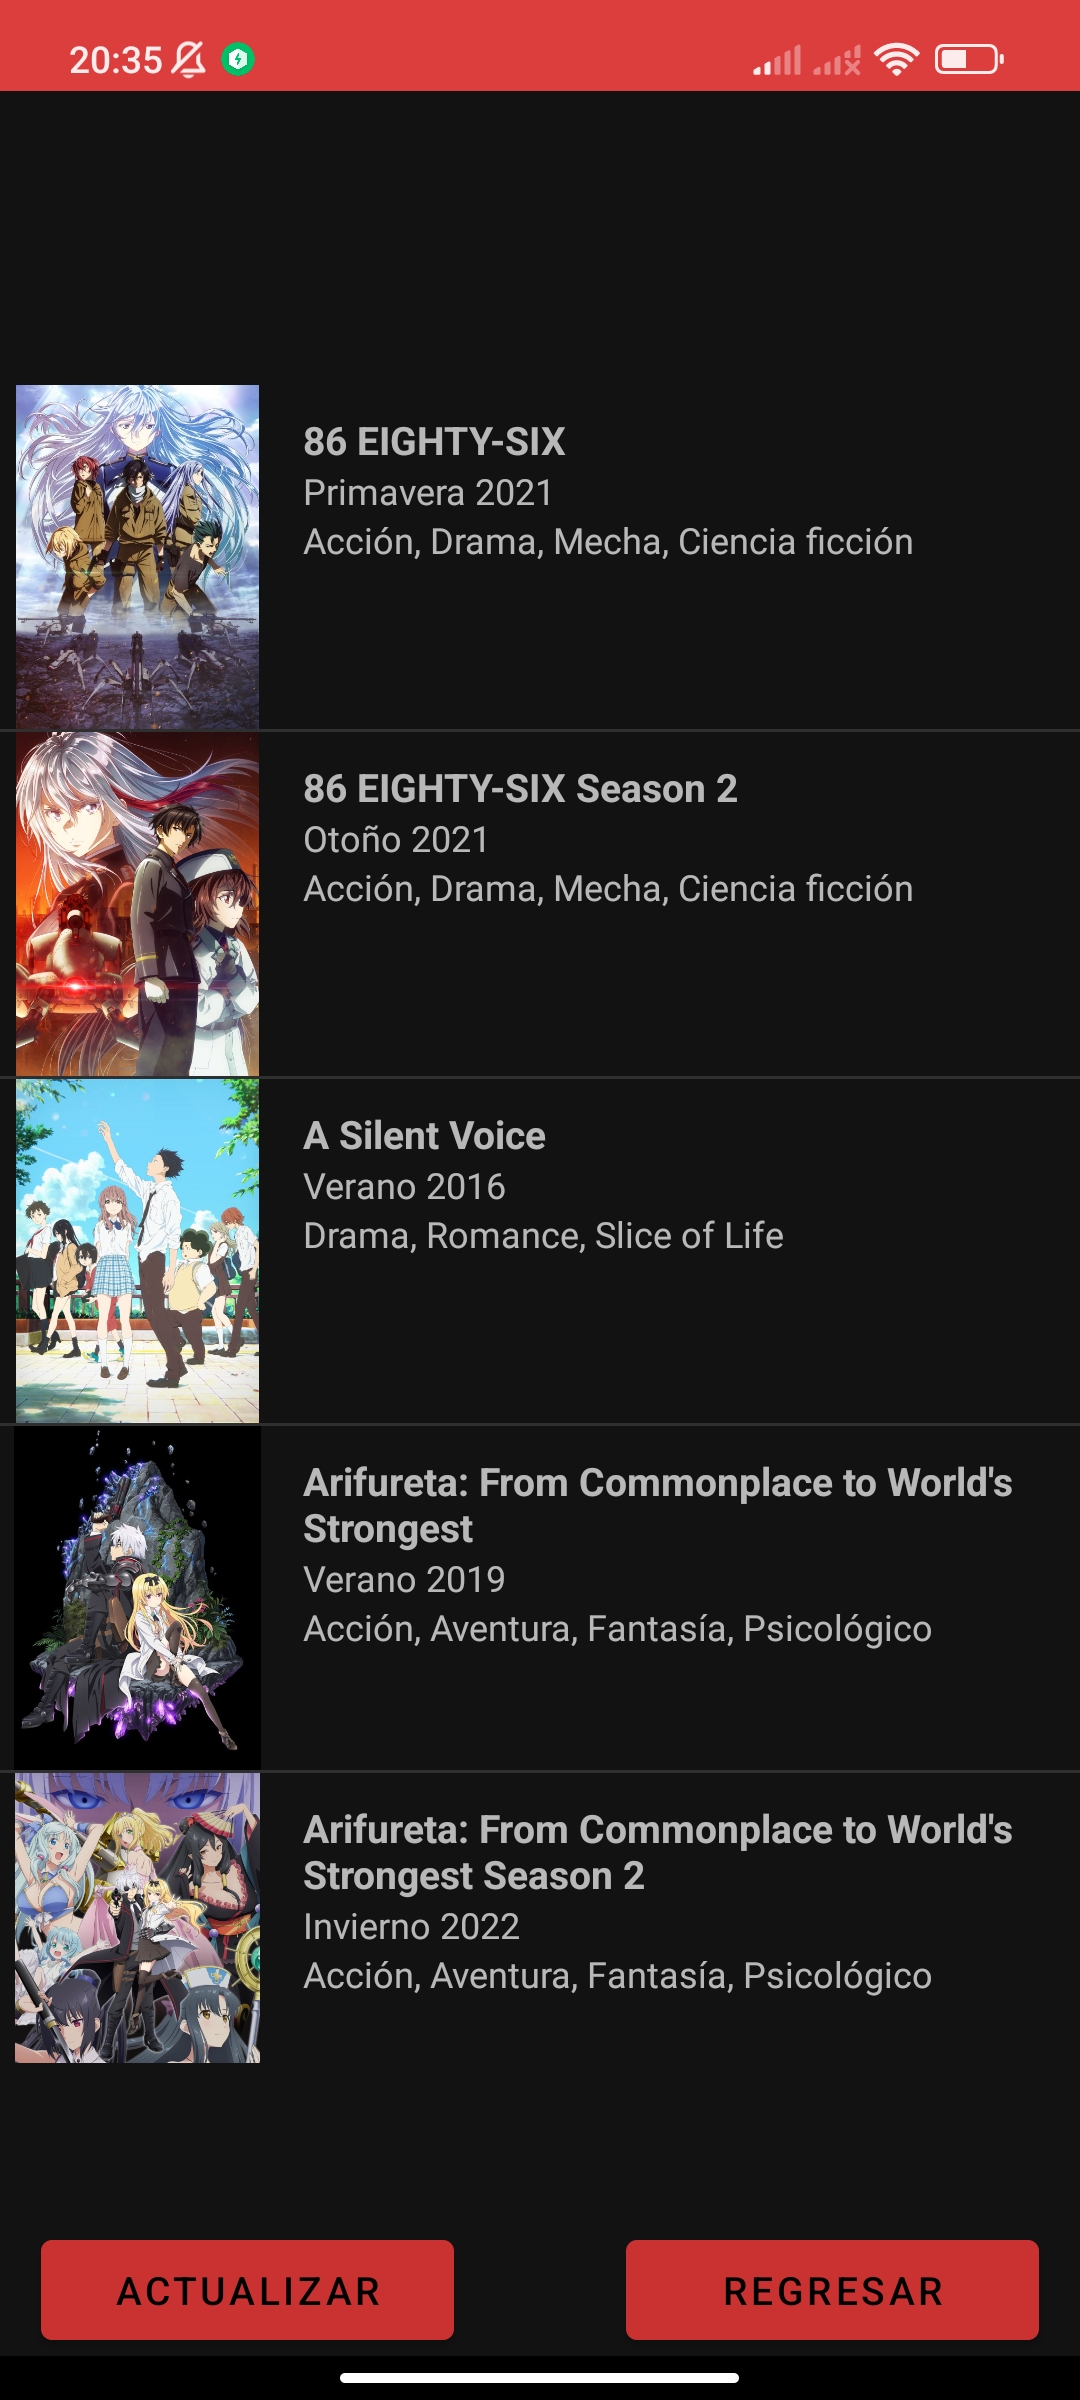 20:35
86 EIGHTY-SIX
Primavera 2021
Acción, Drama, Mecha, Ciencia ficción
86 EIGHTY-SIX Season 2
Otoño 2021
Acción, Drama, Mecha, Ciencia ficción
A Silent Voice
Verano 2016
Drama, Romance, Slice of Life
Arifureta: From Commonplace to World's
Strongest
Verano 2019
Acción, Aventura, Fantasía, Psicológico
Arifureta: From Commonplace to World's
Strongest Season 2
Invierno 2022
Acción, Aventura, Fantasía, Psicológico
ACTUALIZAR
REGRESAR